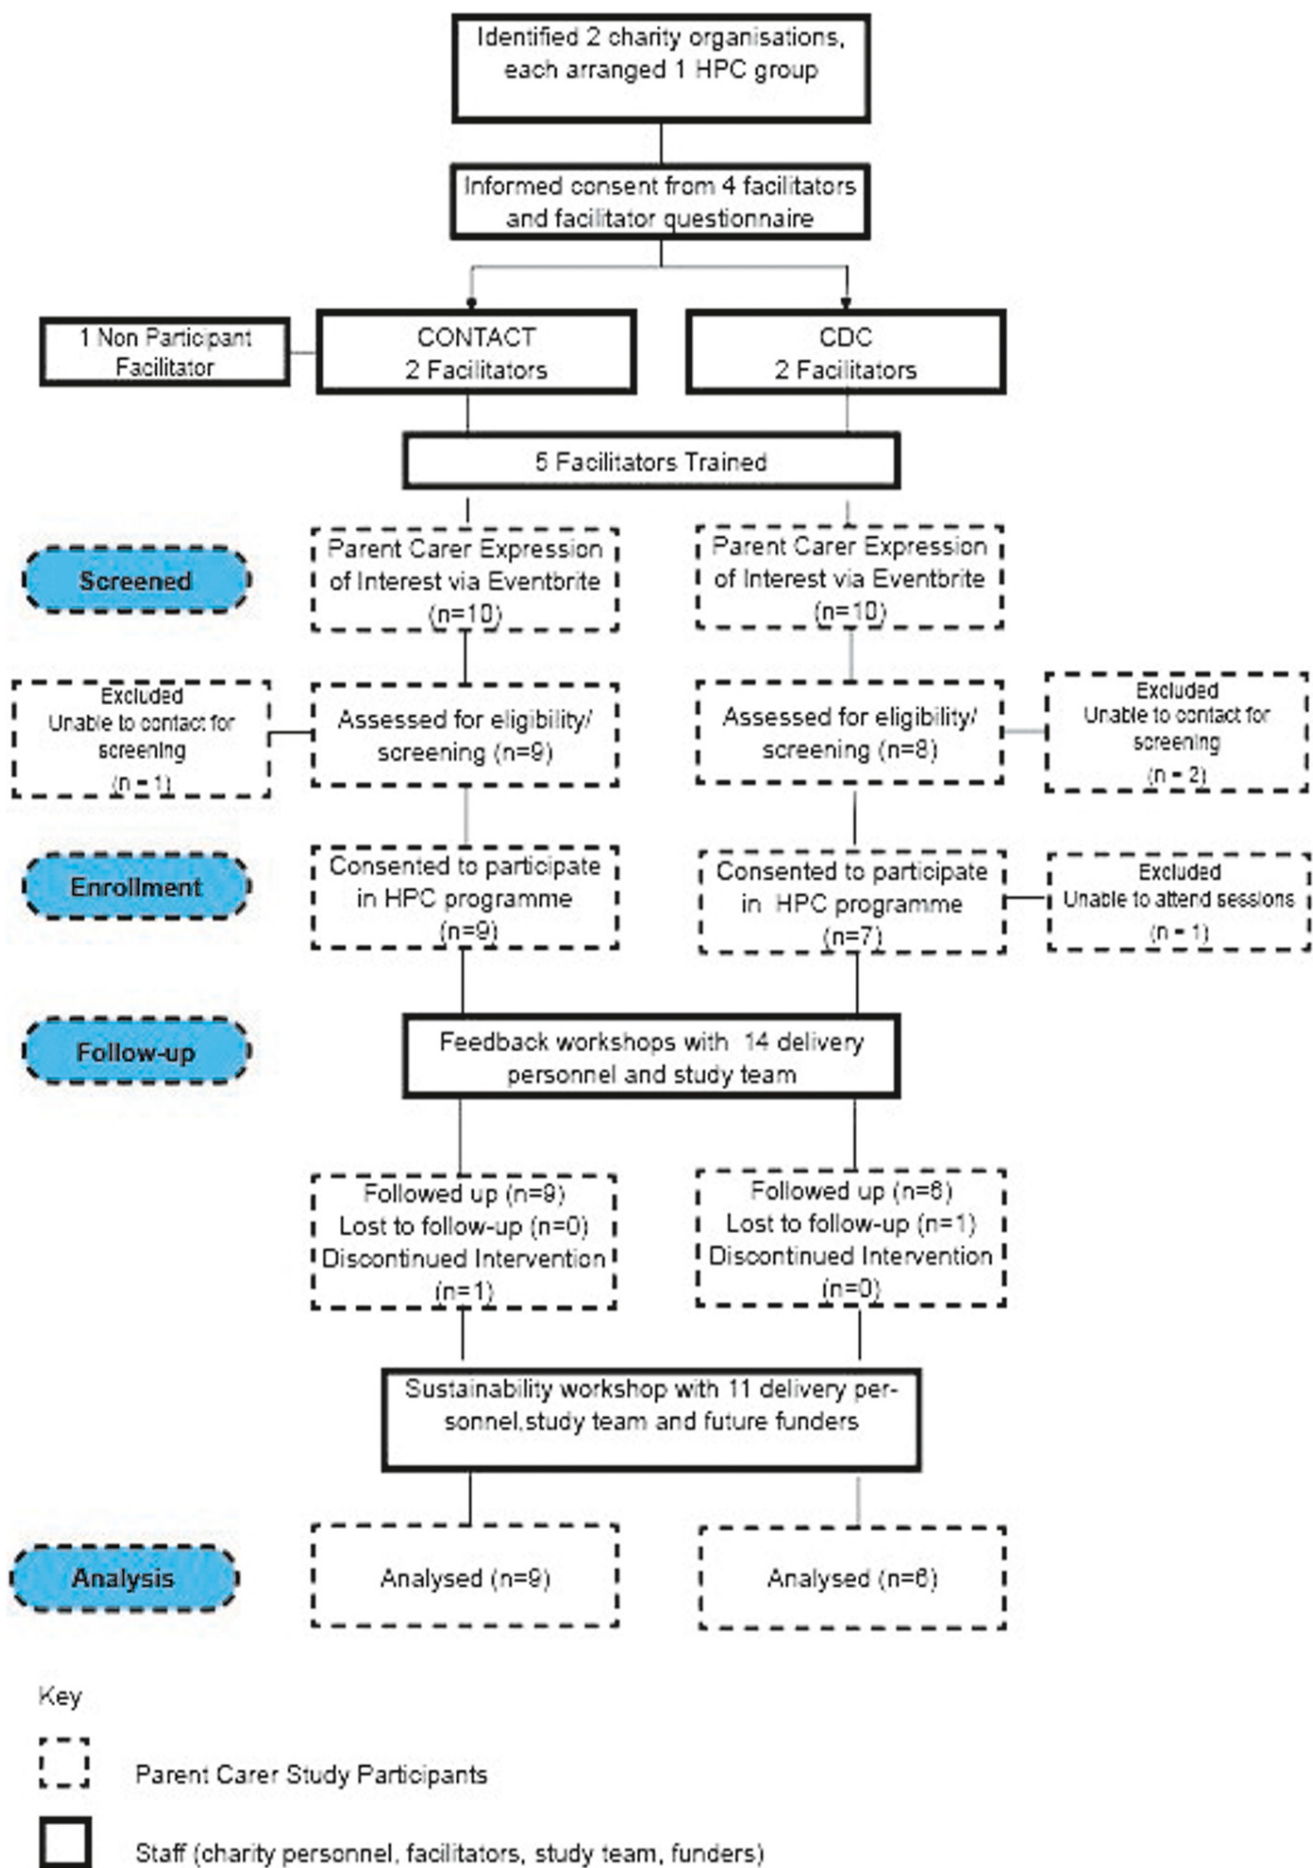 Identified 2 charity organisations,
each arranged 1 HPC group
Informed consent from 4 facilitators
and facilitator questionnaire
1 Non Participant
Facilitator
CONTACT
2 Facilitators
CDC
2 Facilitators
5 Facilitators Trained
Screened
Parent Carer Expression
of Interest via Eventbrite
(n=10)
Parent Carer Expression
of Interest via Eventbrite
(n=10)
Excluded
Unable to contact for
screening
(n = 1)
Assessed for eligibility/
screening (n=9)
Assessed for eligibility/
screening (n=8)
Excluded
Unable to contact for
screening
(n = 2)
Enrollment
Consented to participate
in HPC programme
(n=9)
Consented to participate
in HPC programme
(n=7)
Excluded
Unable to attend sessions
(n = 1)
Follow-up
Feedback workshops with 14 delivery
personnel and study team
Followed up (n=9)
Lost to follow-up (n=0)
Discontinued Intervention
(n=1)
Followed up (n=6)
Lost to follow-up (n=1)
Discontinued Intervention
(n=0)
Sustainability workshop with 11 delivery per-
sonnel,study team and future funders
Analysis
Analysed (n=9)
Analysed (n=6)
Key
Parent Carer Study Participants
Staff (charity personnel, facilitators, study team, funders)